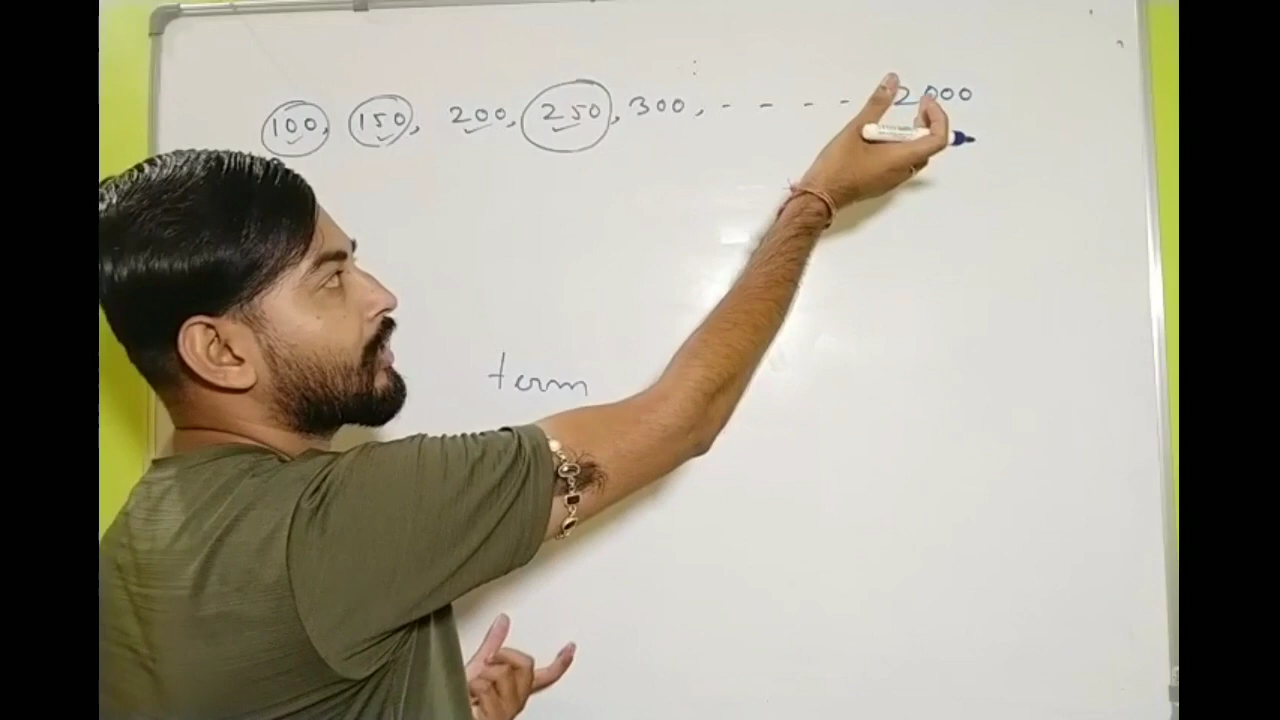 100, 150, 200, 250, 300, - - - - 2000
term